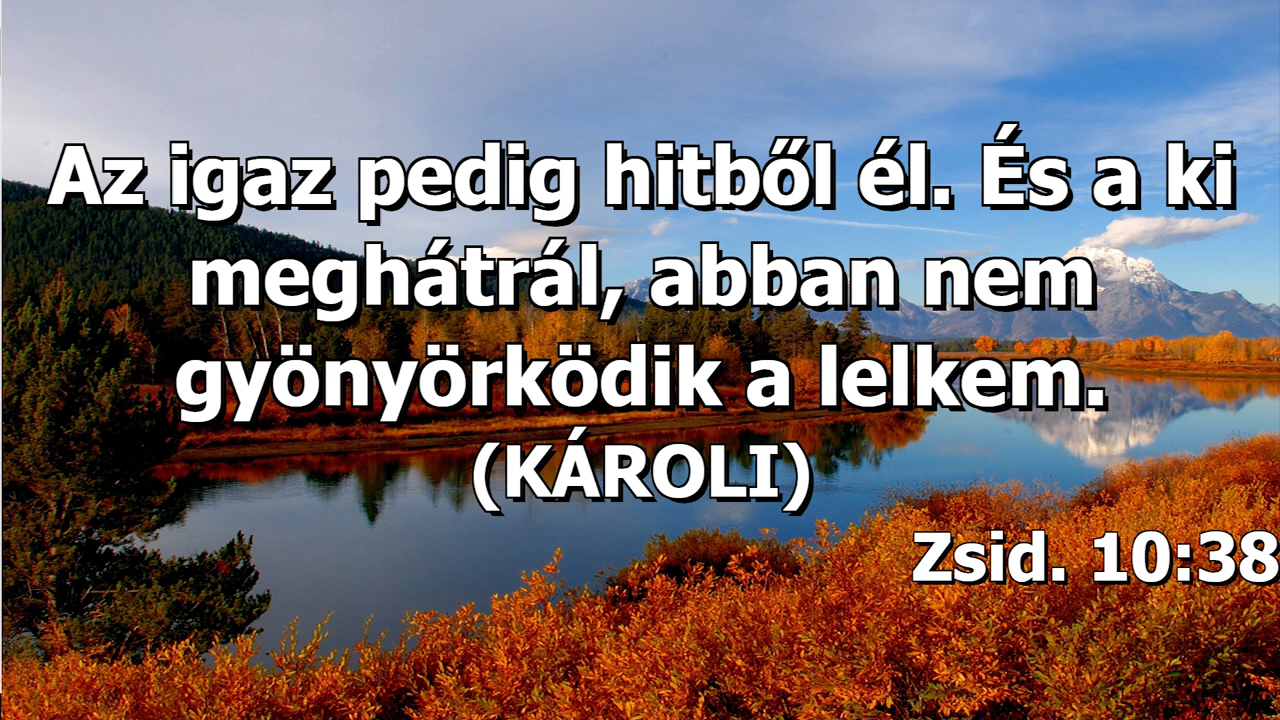 Az igaz pedig hitből él. És a ki
meghátrál, abban nem
gyönyörködik a lelkem.
(KÁROLI)
Zsid. 10:38